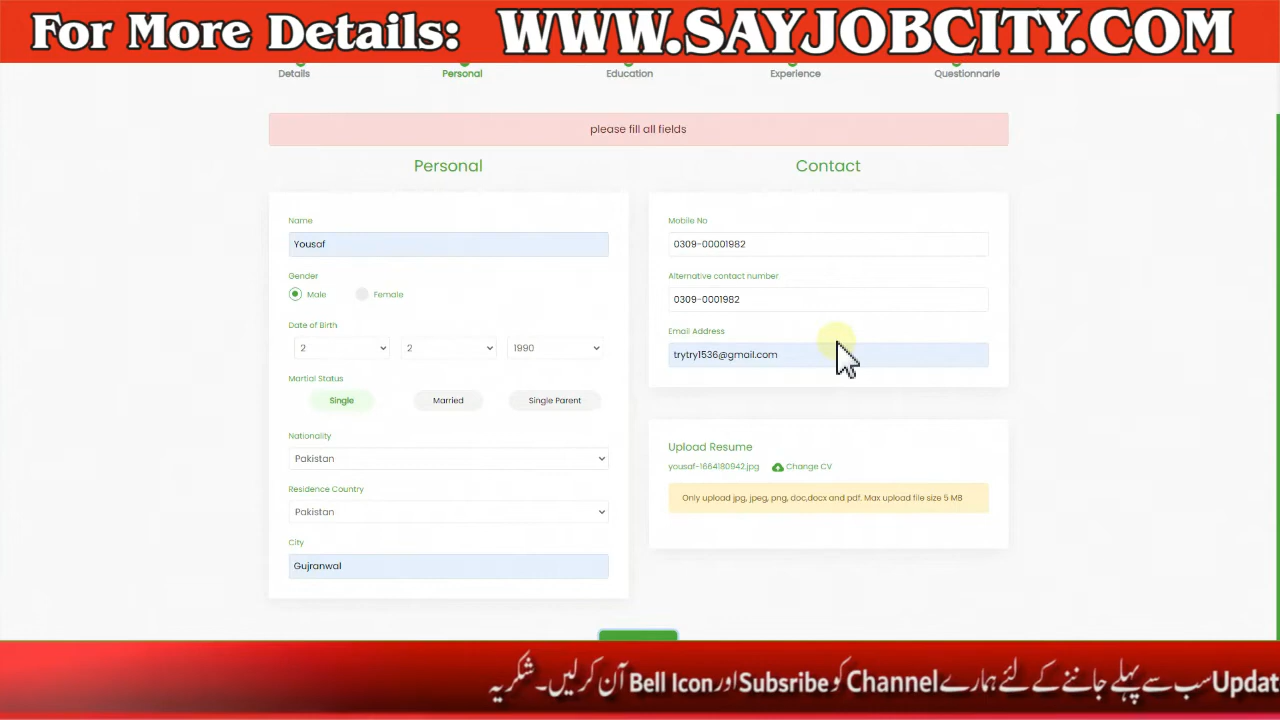 For More Details: WWW.SAYJOBCITY.COM
Details Personal Education Experience Questionnarie
please fill all fields
Personal
Name
Yousaf
Gender
Male Female
Date of Birth
2 2 1990
Martial Status
Single Married Single Parent
Nationality
Pakistan
Residence Country
Pakistan
City
Gujranwal
Contact
Mobile No
0309-00001982
Alternative contact number
0309-0001982
Email Address
trytry1536@gmail.com
Upload Resume
yousaf-1664180942.jpg Change CV
Only upload jpg, jpeg, png, doc,docx and pdf. Max upload file size 5 MB
Updat سب سے پہلے جاننے کے لئے ہمارے Channel کو Subsribe اور Bell Icon آن کر لیں۔ شکریہ